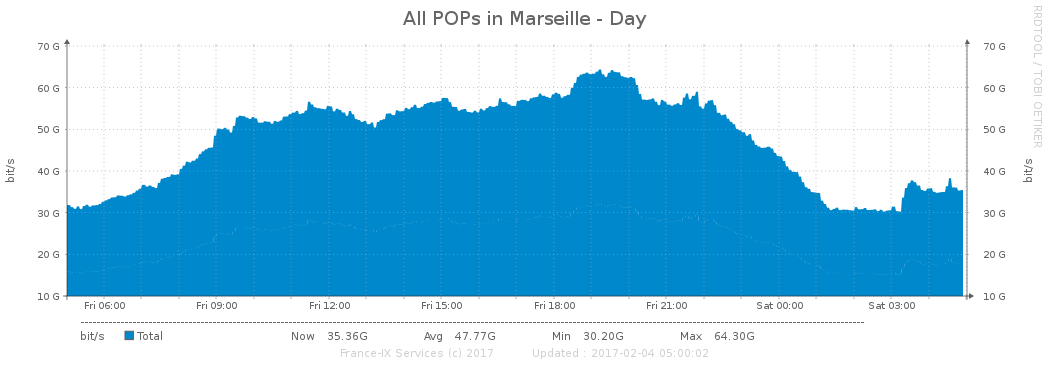 All POPs in Marseille - Day
RRDTOOL / TOBI OETIKER
70 G 70 G
60 G 60 G
50 G 50 G
40 G 40 G
30 G 30 G
20 G 20 G
10 G 10 G
bit/s bit/s
Fri 06:00 Fri 09:00 Fri 12:00 Fri 15:00 Fri 18:00 Fri 21:00 Sat 00:00 Sat 03:00
bit/s Total Now 35.36G Avg 47.77G Min 30.20G Max 64.30G
France-IX Services (c) 2017 Updated : 2017-02-04 05:00:02